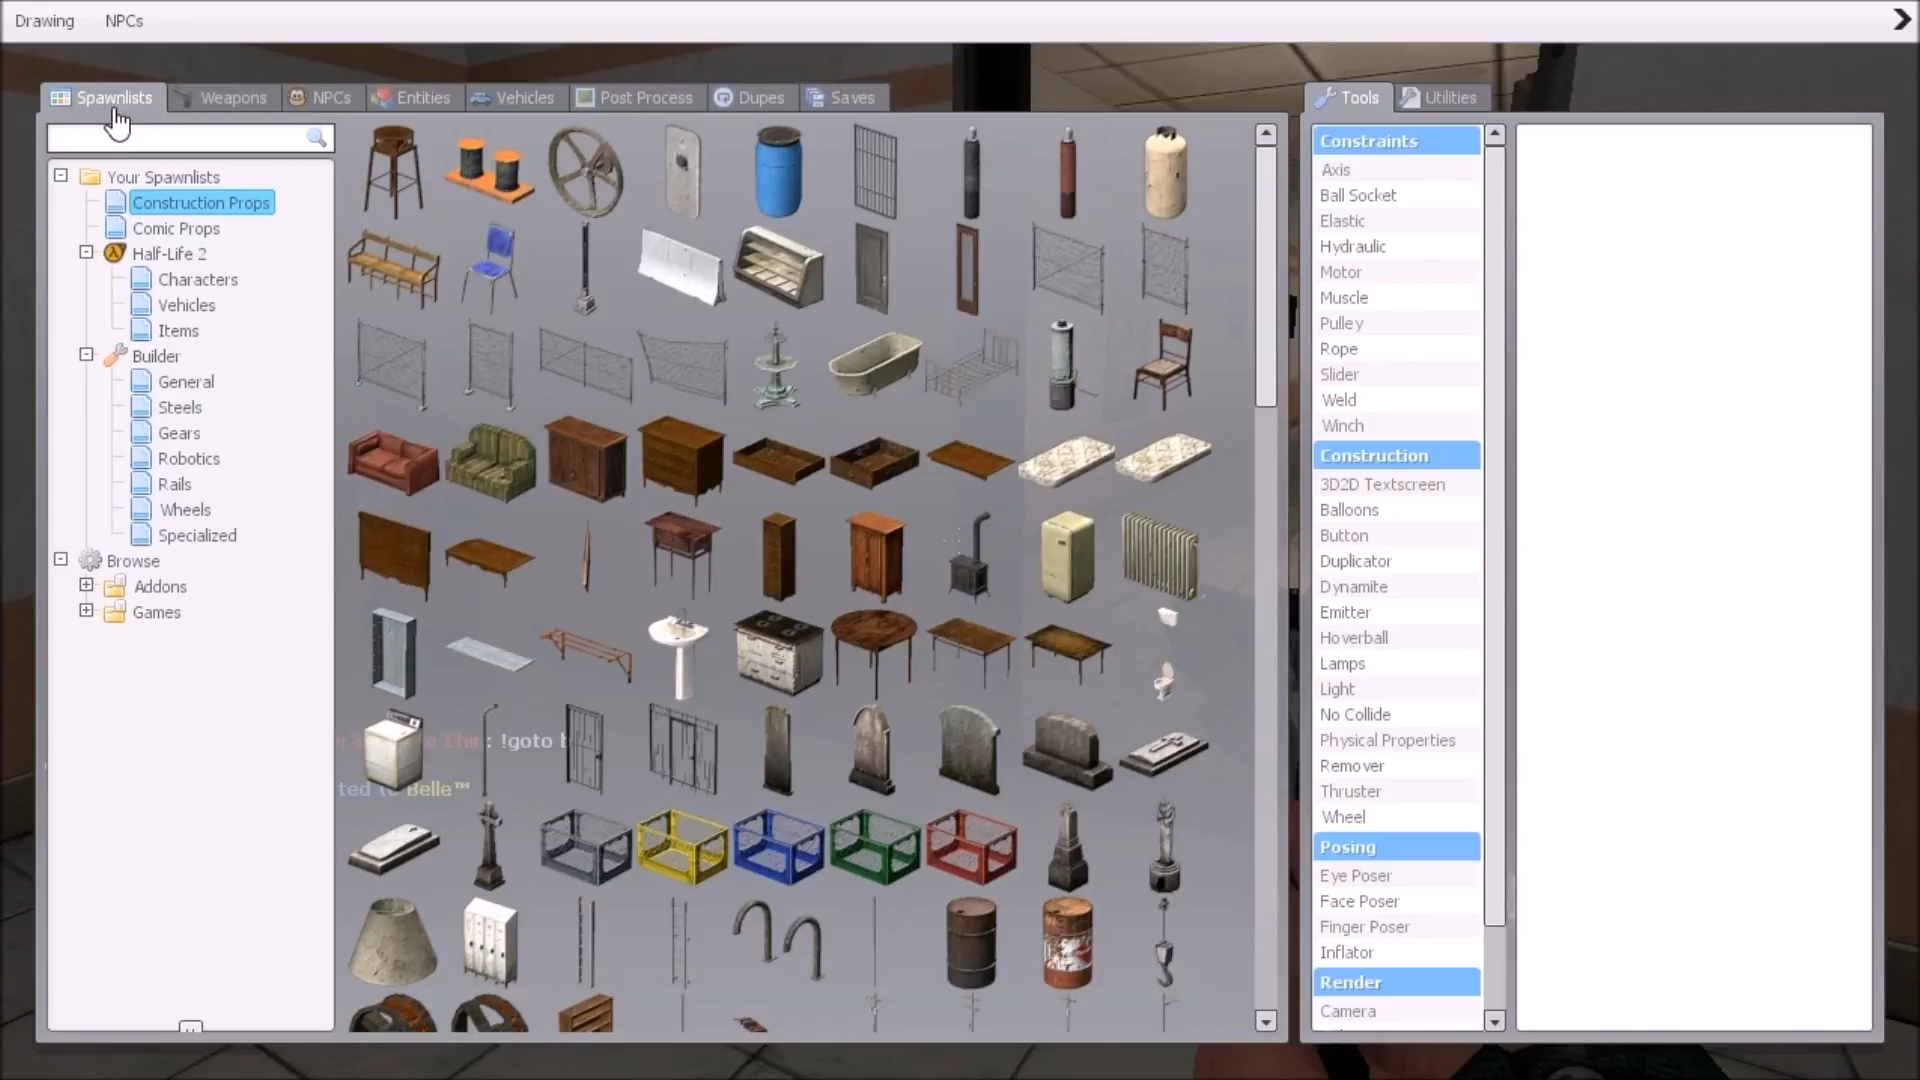 Drawing NPCs
Spawnlists Weapons NPCs Entities Vehicles Post Process Dupes Saves
Your Spawnlists
Construction Props
Comic Props
Half-Life 2
Characters
Vehicles
Items
Builder
General
Steels
Gears
Robotics
Rails
Wheels
Specialized
Browse
Addons
Games
: !goto b
ted to Belle™
Tools Utilities
Constraints
Axis
Ball Socket
Elastic
Hydraulic
Motor
Muscle
Pulley
Rope
Slider
Weld
Winch
Construction
3D2D Textscreen
Balloons
Button
Duplicator
Dynamite
Emitter
Hoverball
Lamps
Light
No Collide
Physical Properties
Remover
Thruster
Wheel
Posing
Eye Poser
Face Poser
Finger Poser
Inflator
Render
Camera